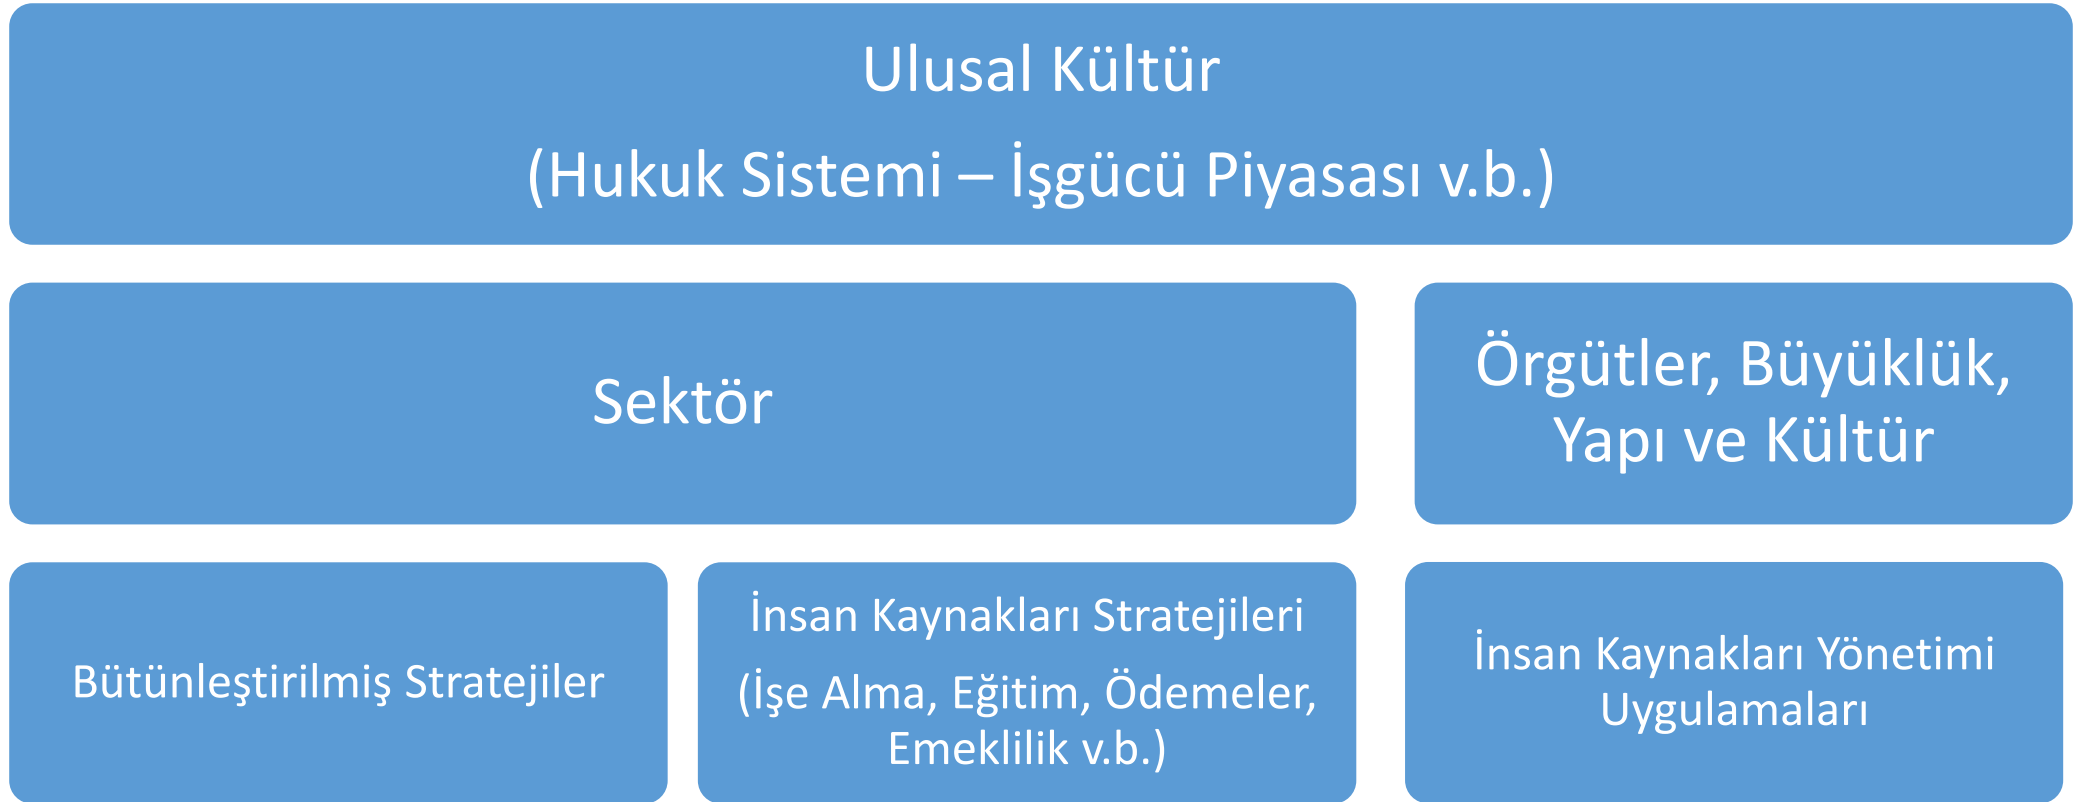 Ulusal Kültür
(Hukuk Sistemi – İşgücü Piyasası v.b.)
Sektör
Örgütler, Büyüklük,
Yapı ve Kültür
Bütünleştirilmiş Stratejiler
İnsan Kaynakları Stratejileri
(İşe Alma, Eğitim, Ödemeler,
Emeklilik v.b.)
İnsan Kaynakları Yönetimi
Uygulamaları